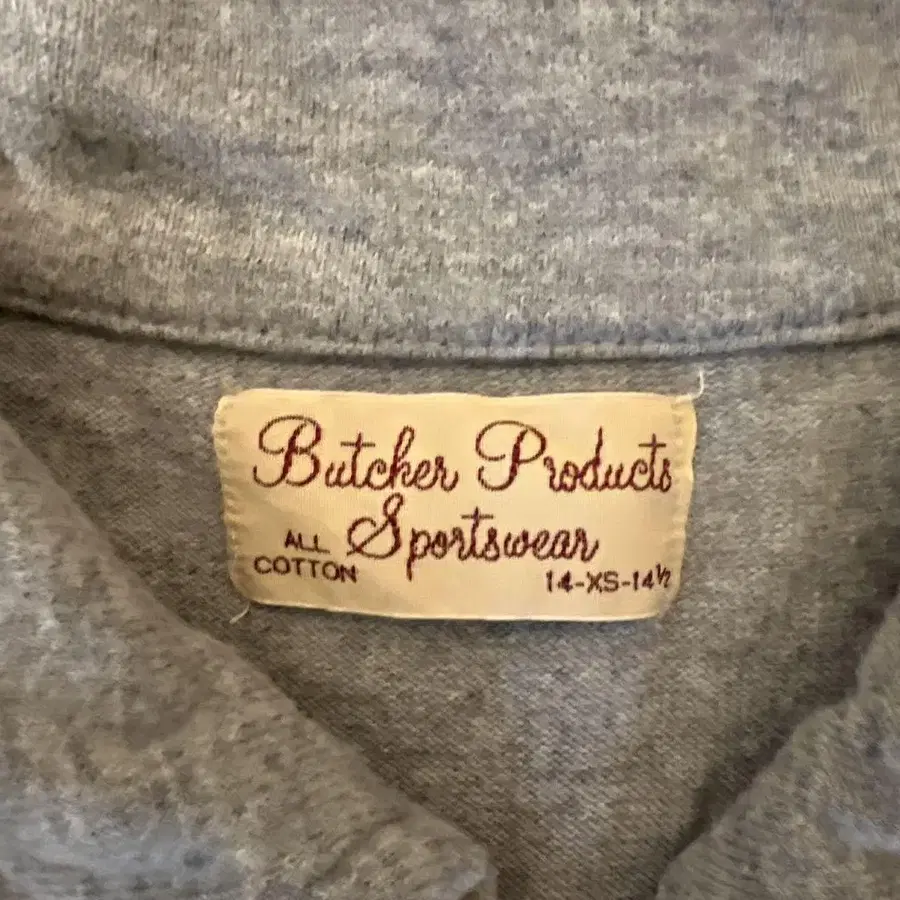 Butcher Products
Sportswear
ALL
COTTON
14-XS-14½